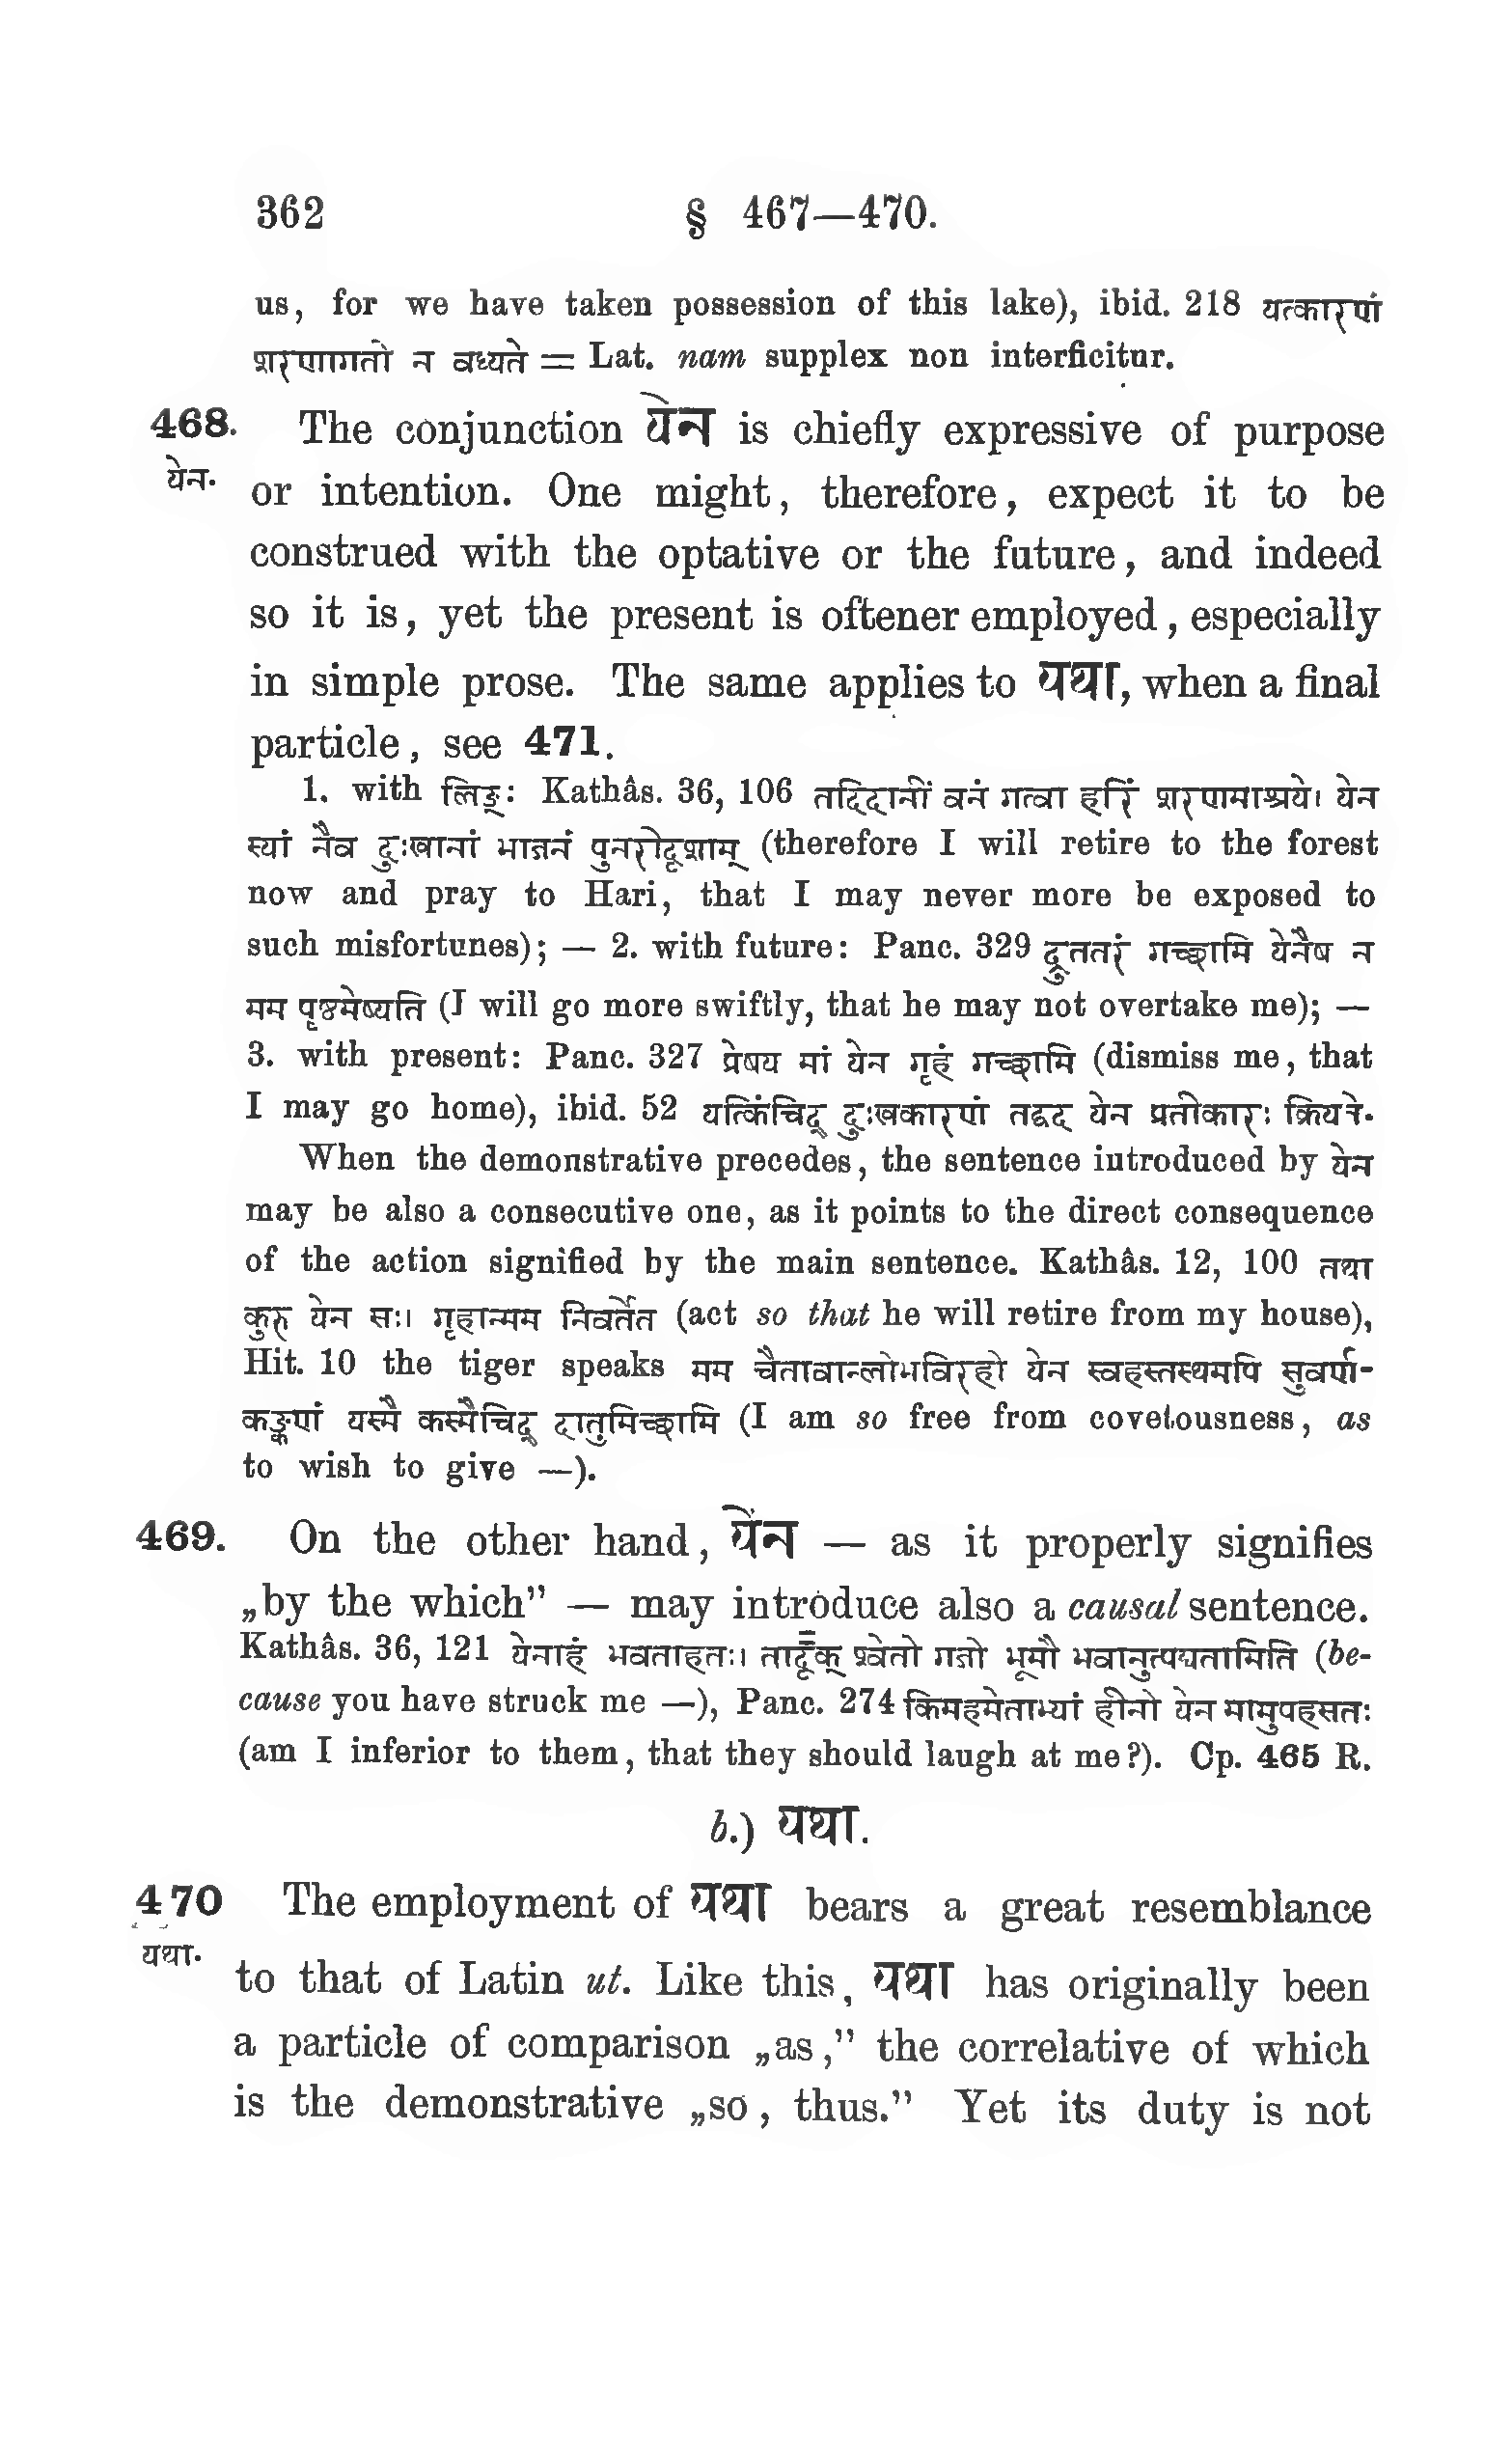 362 § 467—470.
us, for we have taken possession of this lake), ibid. 218 यत्कारणं
शरणागतो न वध्यते = Lat. nam supplex non interficitur.
468. The conjunction येन is chiefly expressive of purpose
येन. or intention. One might, therefore, expect it to be
construed with the optative or the future, and indeed
so it is, yet the present is oftener employed, especially
in simple prose. The same applies to यथा, when a final
particle, see 471.
1. with लिङ्: Kathâs. 36, 106 तदिदानीं वनं गत्वा हरिं शरणमाश्रये। येन
स्यां नैव दुःखानां भाजनं पुनरीदृशाम् (therefore I will retire to the forest
now and pray to Hari, that I may never more be exposed to
such misfortunes); — 2. with future: Panc. 329 द्रुततरं गच्छामि येनैष न
मम पृष्ठमेष्यति (I will go more swiftly, that he may not overtake me); —
3. with present: Panc. 327 प्रेषय मां येन गृहं गच्छामि (dismiss me, that
I may go home), ibid. 52 यत्किंचिद् दुःखकारणं तद्वद येन प्रतीकारः क्रियते.
When the demonstrative precedes, the sentence introduced by येन
may be also a consecutive one, as it points to the direct consequence
of the action signified by the main sentence. Kathâs. 12, 100 तथा
कुरु येन सः। गृहान्मम निवर्तेत (act so that he will retire from my house),
Hit. 10 the tiger speaks मम चैतावान्लोभविरहो येन स्वहस्तस्थमपि सुवर्ण-
कङ्कणं यस्मै कस्मैचिद् दातुमिच्छामि (I am so free from covetousness, as
to wish to give —).
469. On the other hand, येन — as it properly signifies
„by the which” — may introduce also a causal sentence.
Kathâs. 36, 121 येनाहं भवताहतः। तादृक् श्वेतो गजो भूमौ भवानुत्पद्यतामिति (be-
cause you have struck me —), Panc. 274 किमहमेताभ्यां हीनो येन मामुपहसतः
(am I inferior to them, that they should laugh at me?). Cp. 465 R.
b.) यथा.
470 The employment of यथा bears a great resemblance
यथा. to that of Latin ut. Like this, यथा has originally been
a particle of comparison „as,” the correlative of which
is the demonstrative „so, thus.” Yet its duty is not